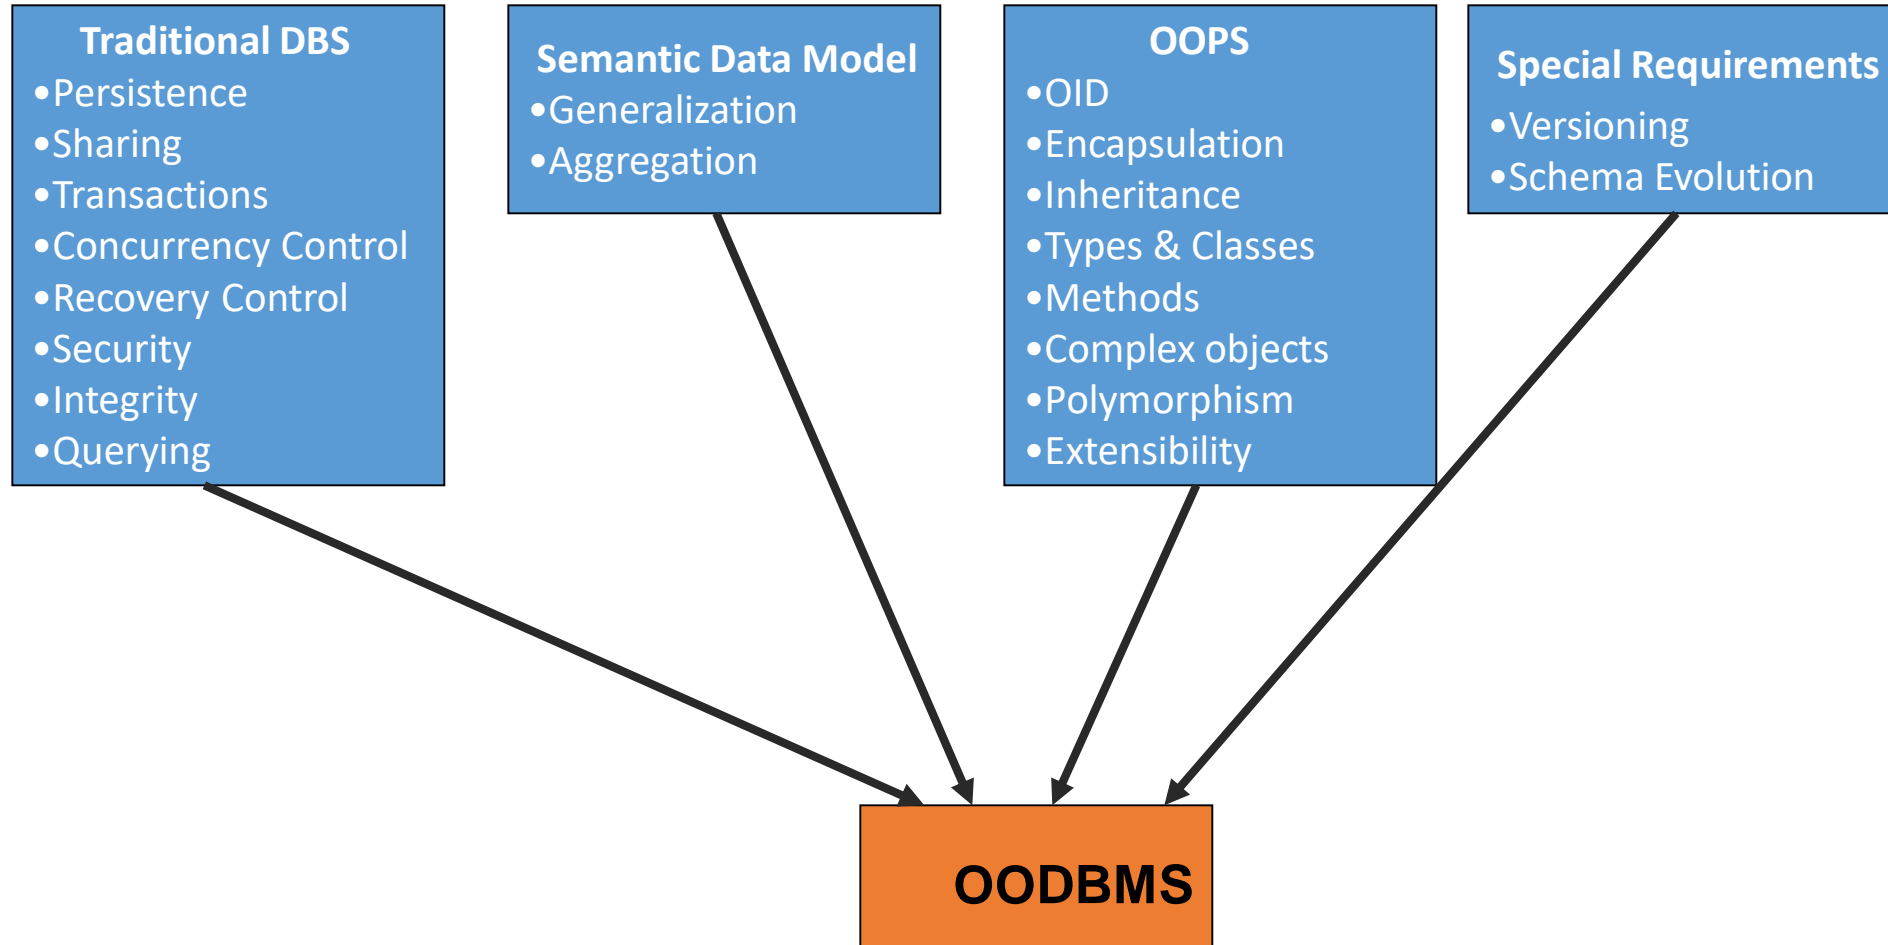 Traditional DBS
•Persistence
•Sharing
•Transactions
•Concurrency Control
•Recovery Control
•Security
•Integrity
•Querying
Semantic Data Model
•Generalization
•Aggregation
OOPS
•OID
•Encapsulation
•Inheritance
•Types & Classes
•Methods
•Complex objects
•Polymorphism
•Extensibility
Special Requirements
•Versioning
•Schema Evolution
OODBMS